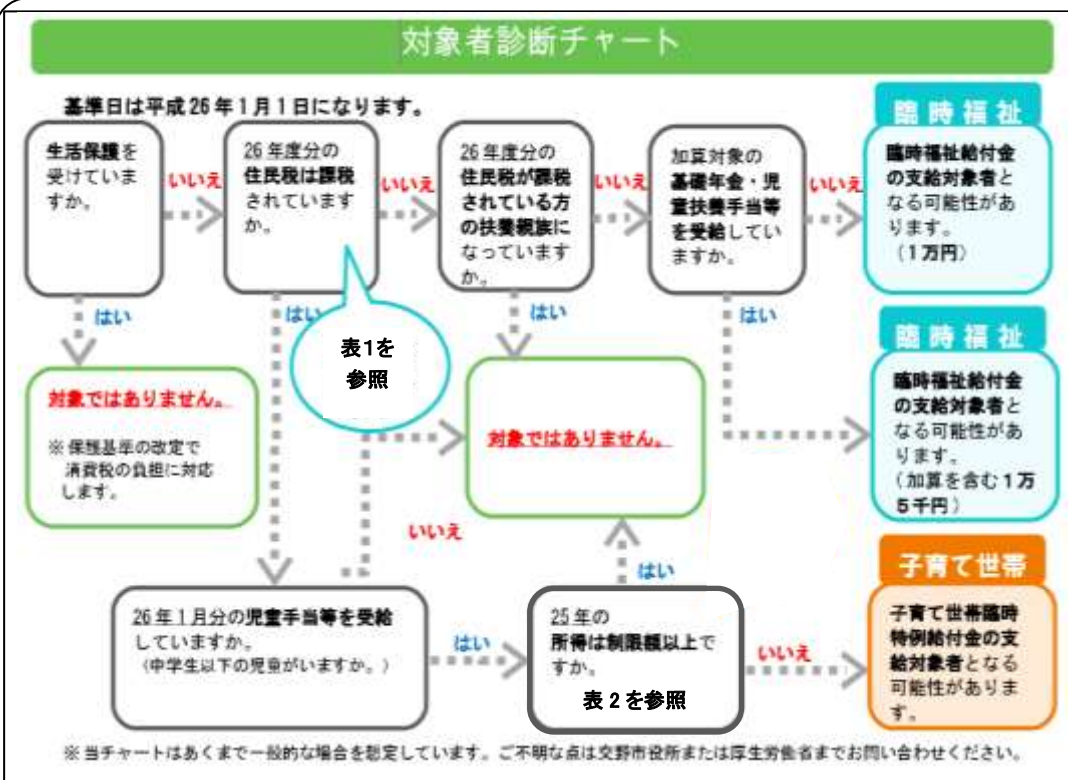 対象者診断チャート
基準日は平成26年1月1日になります。
生活保護を
受けていま
すか。
いいえ
26年度分の
住民税は課税
されています
か。
いいえ
26年度分の
住民税が課税
されている方
の扶養親族に
なっています
か。
いいえ
加算対象の
基礎年金・児
童扶養手当等
を受給してい
ますか。
いいえ
臨時福祉
臨時福祉給付金
の支給対象者と
なる可能性があ
ります。
(1万円)
はい
はい
はい
はい
表1を
参照
対象ではありません。
※保護基準の改定で
消費税の負担に対応
します。
対象ではありません。
臨時福祉
臨時福祉給付金
の支給対象者と
なる可能性があ
ります。
(加算を含む1万
5千円)
いいえ
はい
26年1月分の児童手当等を受給
していますか。
(中学生以下の児童がいますか。)
はい
25年の
所得は制限額以上で
すか。
表2を参照
いいえ
子育て世帯
子育て世帯臨時
特例給付金の支
給対象者となる
可能性がありま
す。
※当チャートはあくまで一般的な場合を想定しています。ご不明な点は交野市役所または厚生労働省までお問い合わせください。